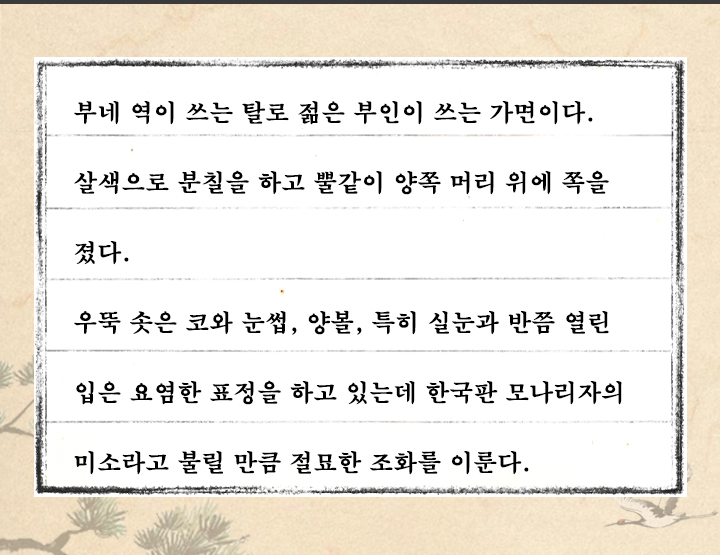 부네 역이 쓰는 탈로 젊은 부인이 쓰는 가면이다.
살색으로 분칠을 하고 뿔같이 양쪽 머리 위에 쪽을
졌다.
우뚝 솟은 코와 눈썹, 양볼, 특히 실눈과 반쯤 열린
입은 요염한 표정을 하고 있는데 한국판 모나리자의
미소라고 불릴 만큼 절묘한 조화를 이룬다.